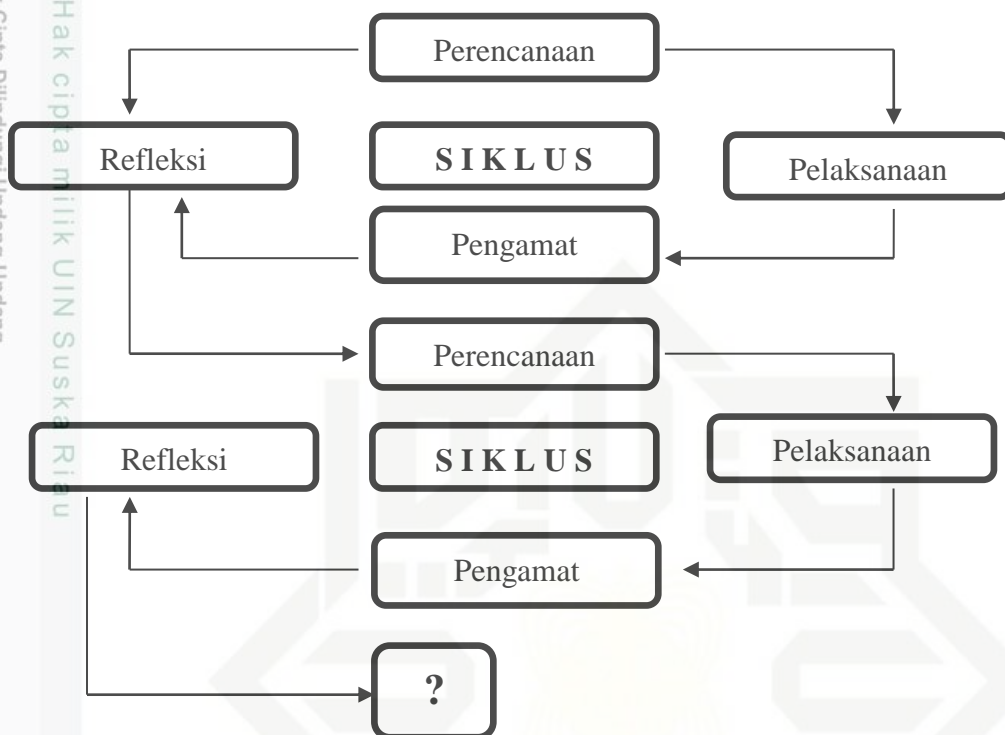 Hak cipta milik UIN Suska Riau
Perencanaan
Refleksi
SIKLUS
Pelaksanaan
Pengamat
Perencanaan
Refleksi
SIKLUS
Pelaksanaan
Pengamat
?